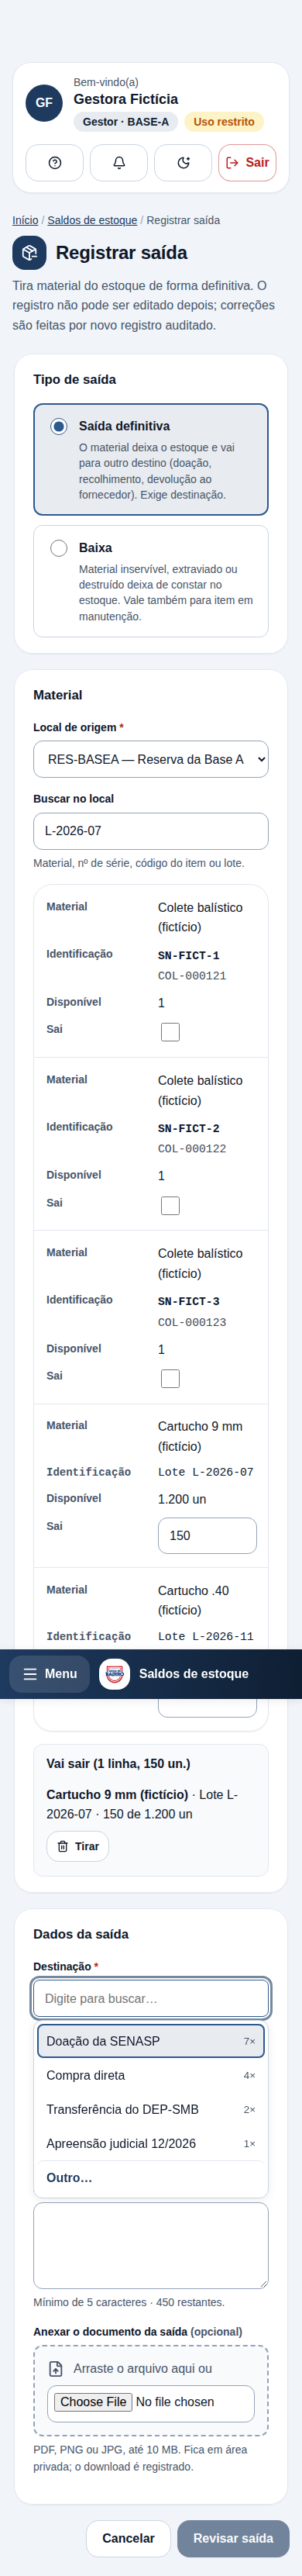 GF
Bem-vindo(a)
Gestora Fictícia
Gestor · BASE-A
Uso restrito
Sair
Início / Saldos de estoque / Registrar saída
Registrar saída
Tira material do estoque de forma definitiva. O
registro não pode ser editado depois; correções
são feitas por novo registro auditado.
Tipo de saída
Saída definitiva
O material deixa o estoque e vai
para outro destino (doação,
recolhimento, devolução ao
fornecedor). Exige destinação.
Baixa
Material inservível, extraviado ou
destruído deixa de constar no
estoque. Vale também para item em
manutenção.
Material
Local de origem *
RES-BASEA — Reserva da Base A
Buscar no local
L-2026-07
Material, nº de série, código do item ou lote.
Material Colete balístico
(fictício)
Identificação SN-FICT-1
COL-000121
Disponível 1
Sai
Material Colete balístico
(fictício)
Identificação SN-FICT-2
COL-000122
Disponível 1
Sai
Material Colete balístico
(fictício)
Identificação SN-FICT-3
COL-000123
Disponível 1
Sai
Material Cartucho 9 mm
(fictício)
Identificação Lote L-2026-07
Disponível 1.200 un
Sai 150
Material Cartucho .40
(fictício)
Identificação Lote L-2026-11
Menu
Saldos de estoque
Vai sair (1 linha, 150 un.)
Cartucho 9 mm (fictício) · Lote L-
2026-07 · 150 de 1.200 un
Tirar
Dados da saída
Destinação *
Digite para buscar…
Doação da SENASP 7×
Compra direta 4×
Transferência do DEP-SMB 2×
Apreensão judicial 12/2026 1×
Outro…
Mínimo de 5 caracteres · 450 restantes.
Anexar o documento da saída (opcional)
Arraste o arquivo aqui ou
Choose File No file chosen
PDF, PNG ou JPG, até 10 MB. Fica em área
privada; o download é registrado.
Cancelar
Revisar saída